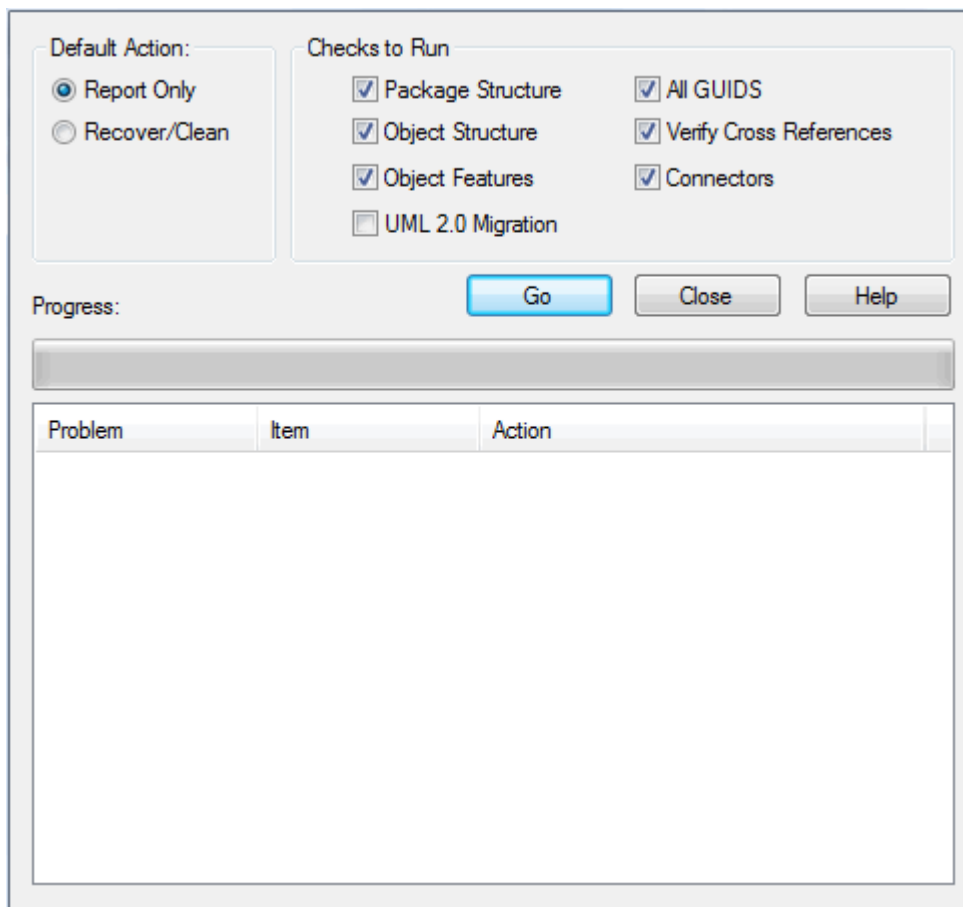 Default Action:
Report Only
Recover/Clean
Checks to Run
Package Structure
Object Structure
Object Features
UML 2.0 Migration
All GUIDS
Verify Cross References
Connectors
Progress:
Go
Close
Help
Problem
Item
Action